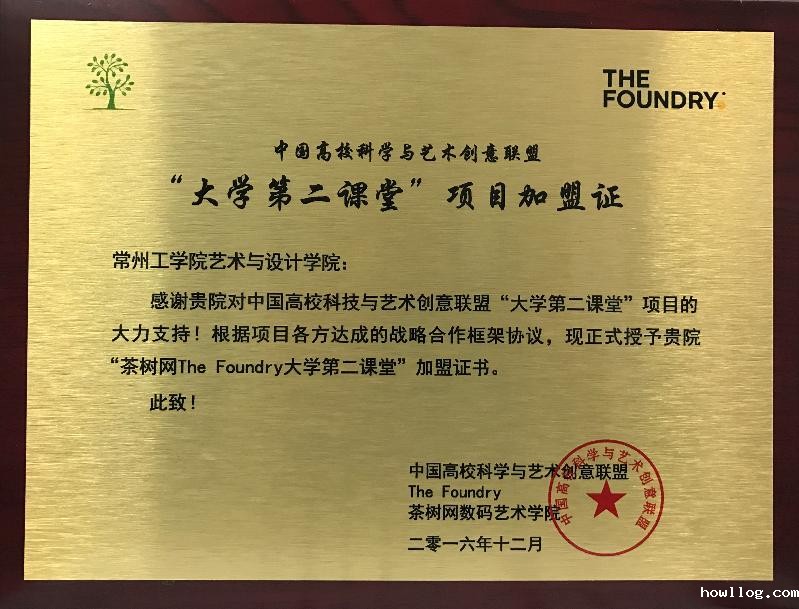 THE
FOUNDRY.
中国高校科学与艺术创意联盟
“大学第二课堂”项目加盟证
常州工学院艺术与设计学院：
感谢贵院对中国高校科技与艺术创意联盟“大学第二课堂”项目的
大力支持！根据项目各方达成的战略合作框架协议，现正式授予贵院
“茶树网The Foundry大学第二课堂”加盟证书。
此致！
中国高校科学与艺术创意联盟
The Foundry
茶树网数码艺术学院
二零一六年十二月
中国高校科学与艺术创意联盟
howllog.com